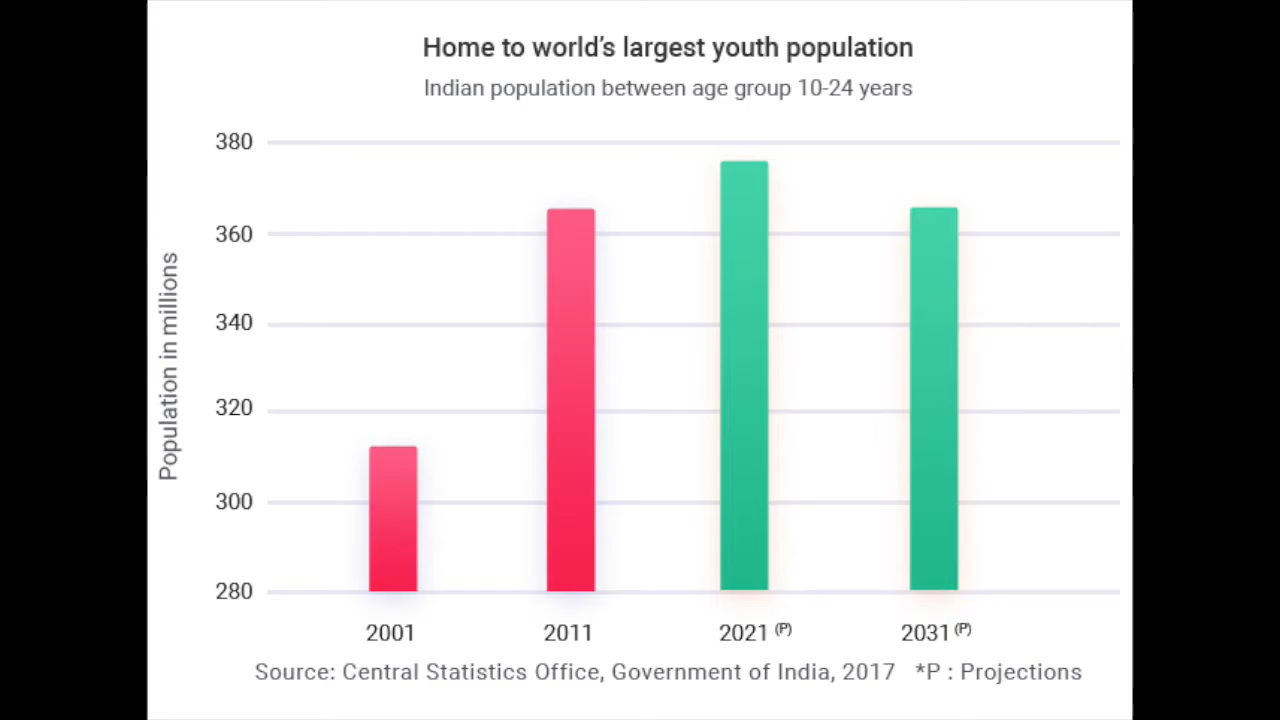 Home to world’s largest youth population
Indian population between age group 10-24 years
380
360
340
320
300
280
Population in millions
2001 2011 2021 (P) 2031 (P)
Source: Central Statistics Office, Government of India, 2017 *P : Projections